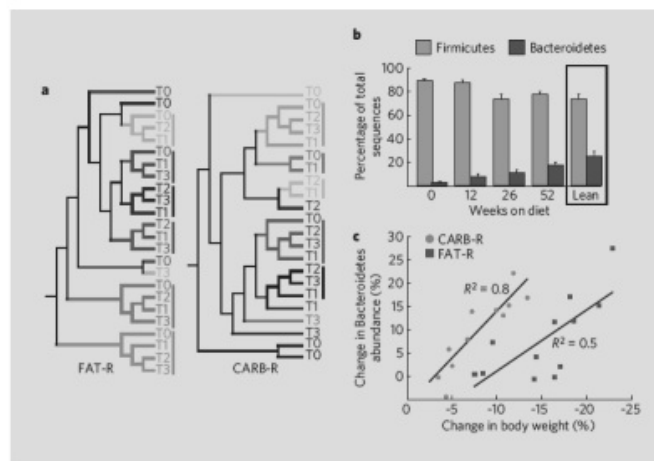 a
T0
T0
T0
T2
T3
T1
T0
T1
T3
T2
T3
T1
T2
T1
T3
T0
T3
T0
T2
T3
T1
T0
T1
T2
T3
FAT-R
T0
T0
T2
T3
T1
T0
T1
T2
T1
T2
T0
T2
T3
T1
T2
T3
T1
T1
T3
T3
T0
T0
CARB-R
b
Firmicutes Bacteroidetes
Percentage of total
sequences
100
80
60
40
20
0 12 26 52 Lean
Weeks on diet
c
CARB-R
FAT-R
Change in Bacteroidetes
abundance (%)
30
25
20
15
10
5
0
R² = 0.8
R² = 0.5
0 -5 -10 -15 -20 -25
Change in body weight (%)